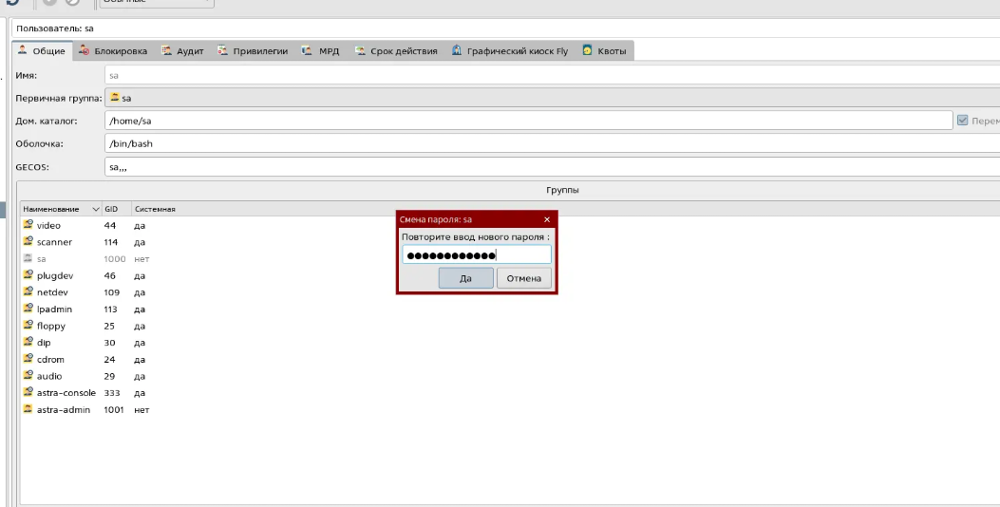 Пользователь: sa
Общие Блокировка Аудит Привилегии МРД Срок действия Графический киоск Fly Квоты
Имя: sa
Первичная группа: sa
Дом. каталог: /home/sa
Оболочка: /bin/bash
GECOS: sa,,,
Группы
Наименование GID Системная
video 44 да
scanner 114 да
sa 1000 нет
plugdev 46 да
netdev 109 да
lpadmin 113 да
floppy 25 да
dip 30 да
cdrom 24 да
audio 29 да
astra-console 333 да
astra-admin 1001 нет
Смена пароля: sa
Повторите ввод нового пароля :
●●●●●●●●●●●●
Да Отмена